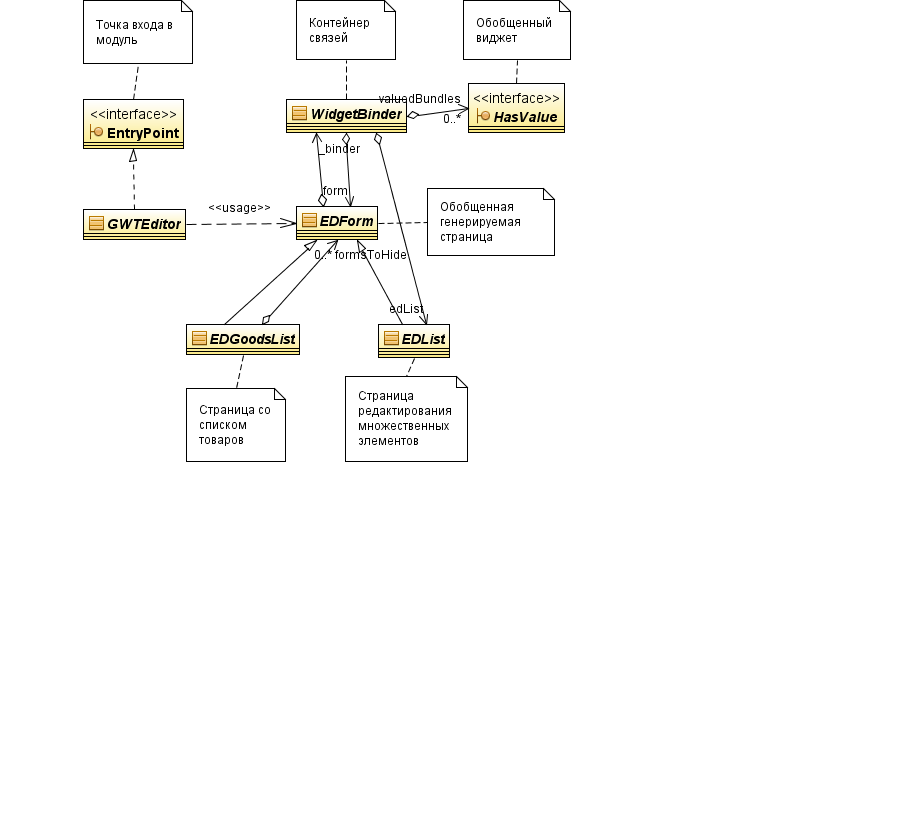 Точка входа в
модуль
Контейнер
связей
Обобщенный
виджет
<<interface>>
EntryPoint
WidgetBinder
valuedBundles
0..*
<<interface>>
HasValue
_binder
form
GWTEditor
<<usage>>
EDForm
Обобщенная
генерируемая
страница
0..* formsToHide
edList
EDGoodsList
EDList
Страница со
списком
товаров
Страница
редактирования
множественных
элементов